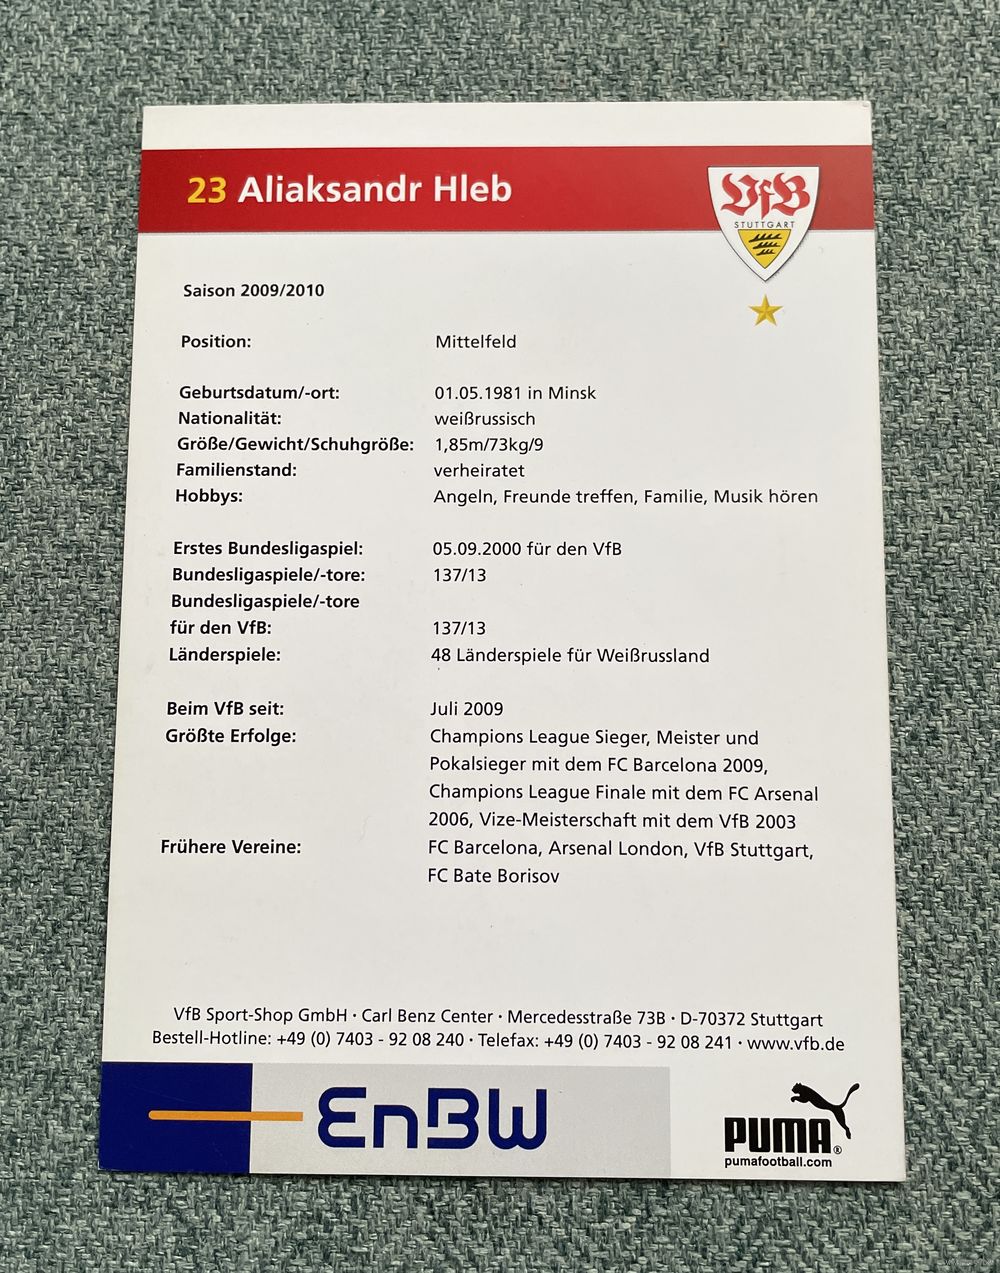 23 Aliaksandr Hleb
VfB
STUTTGART
Saison 2009/2010
Position: Mittelfeld
Geburtsdatum/-ort: 01.05.1981 in Minsk
Nationalität: weißrussisch
Größe/Gewicht/Schuhgröße: 1,85m/73kg/9
Familienstand: verheiratet
Hobbys: Angeln, Freunde treffen, Familie, Musik hören
Erstes Bundesligaspiel: 05.09.2000 für den VfB
Bundesligaspiele/-tore: 137/13
Bundesligaspiele/-tore
für den VfB: 137/13
Länderspiele: 48 Länderspiele für Weißrussland
Beim VfB seit: Juli 2009
Größte Erfolge: Champions League Sieger, Meister und
Pokalsieger mit dem FC Barcelona 2009,
Champions League Finale mit dem FC Arsenal
2006, Vize-Meisterschaft mit dem VfB 2003
Frühere Vereine: FC Barcelona, Arsenal London, VfB Stuttgart,
FC Bate Borisov
VfB Sport-Shop GmbH · Carl Benz Center · Mercedesstraße 73B · D-70372 Stuttgart
Bestell-Hotline: +49 (0) 7403 - 92 08 240 · Telefax: +49 (0) 7403 - 92 08 241 · www.vfb.de
EnBW
PUMA®
pumafootball.com